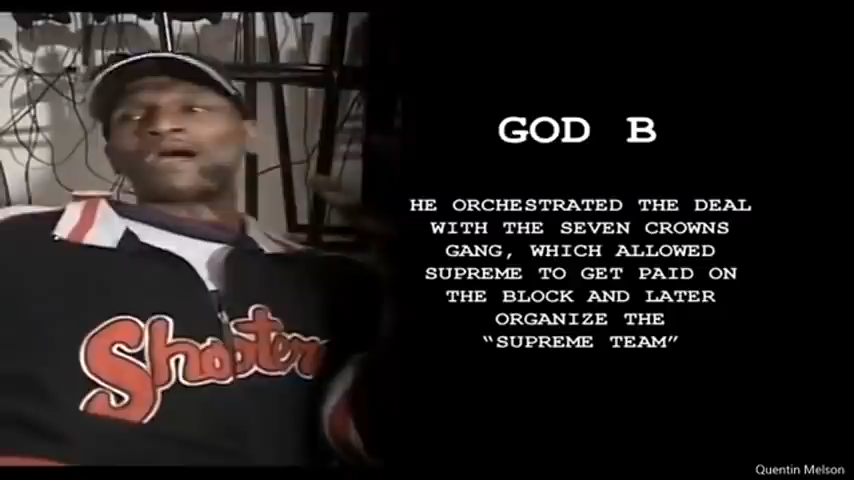 GOD B
HE ORCHESTRATED THE DEAL
WITH THE SEVEN CROWNS
GANG, WHICH ALLOWED
SUPREME TO GET PAID ON
THE BLOCK AND LATER
ORGANIZE THE
“SUPREME TEAM”
Shooters
Quentin Melson